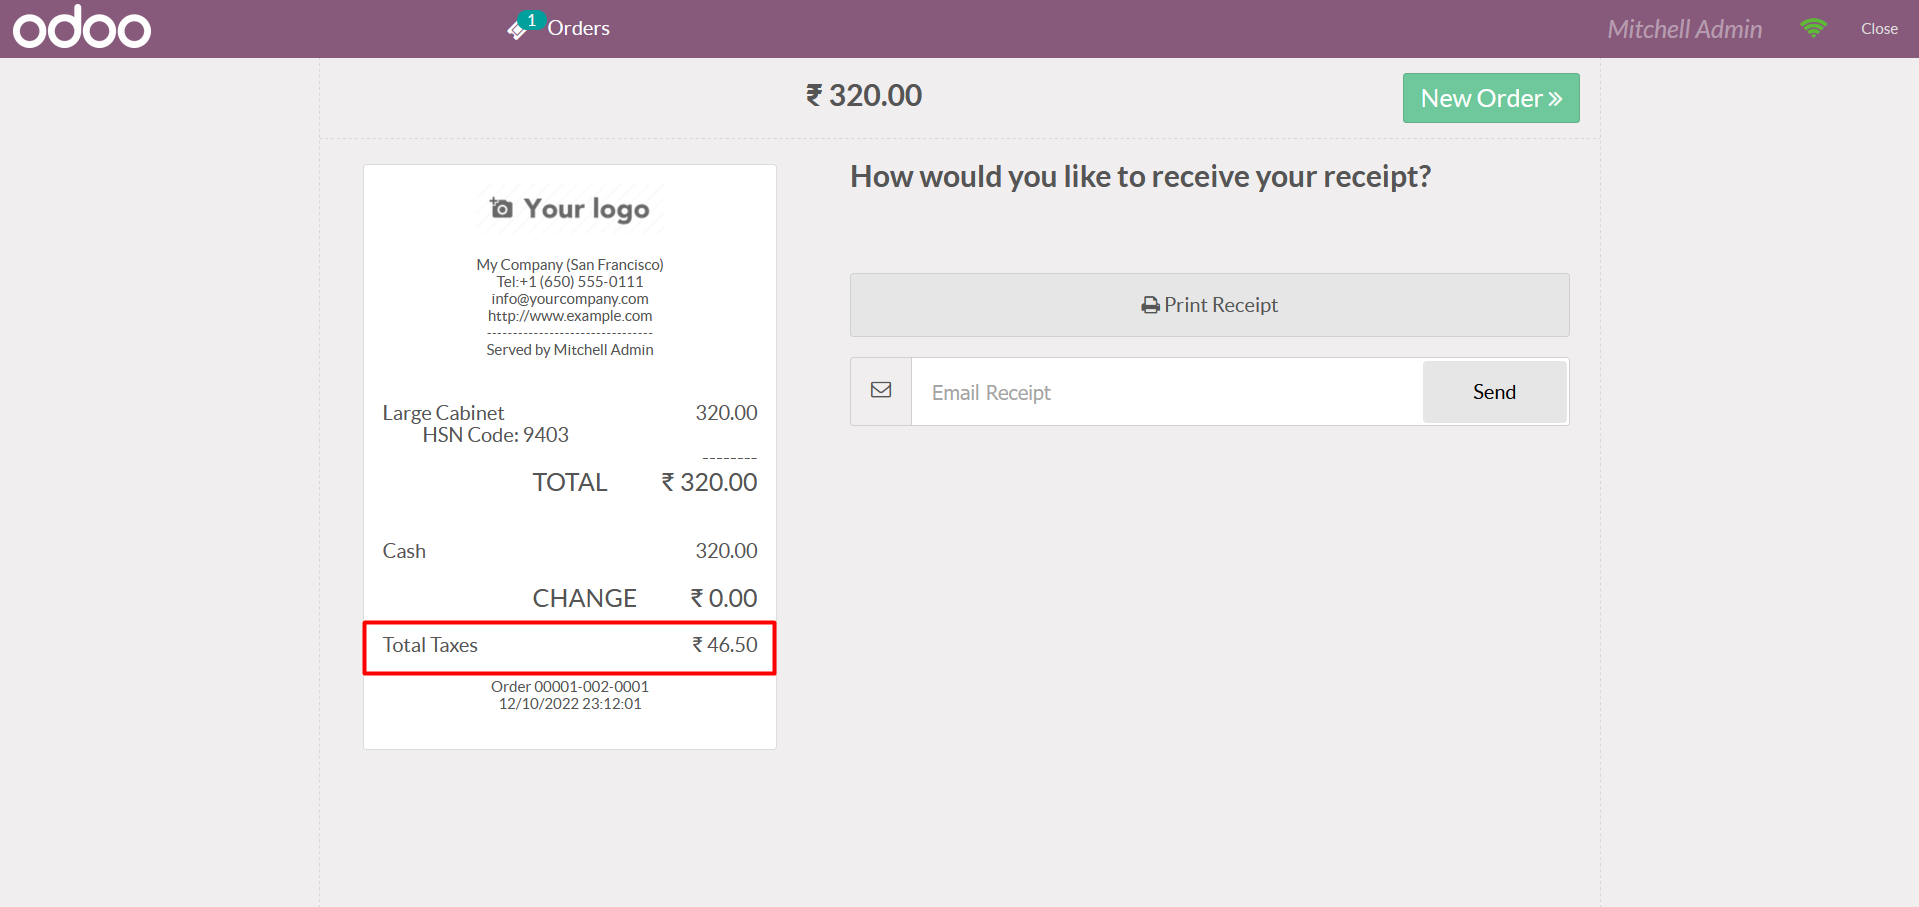 odoo
1 Orders
Mitchell Admin
Close
₹ 320.00
New Order »
Your logo
My Company (San Francisco)
Tel:+1 (650) 555-0111
info@yourcompany.com
http://www.example.com
--------------------------------
Served by Mitchell Admin
Large Cabinet 320.00
HSN Code: 9403
--------
TOTAL ₹ 320.00
Cash 320.00
CHANGE ₹ 0.00
Total Taxes ₹ 46.50
Order 00001-002-0001
12/10/2022 23:12:01
How would you like to receive your receipt?
Print Receipt
Email Receipt
Send